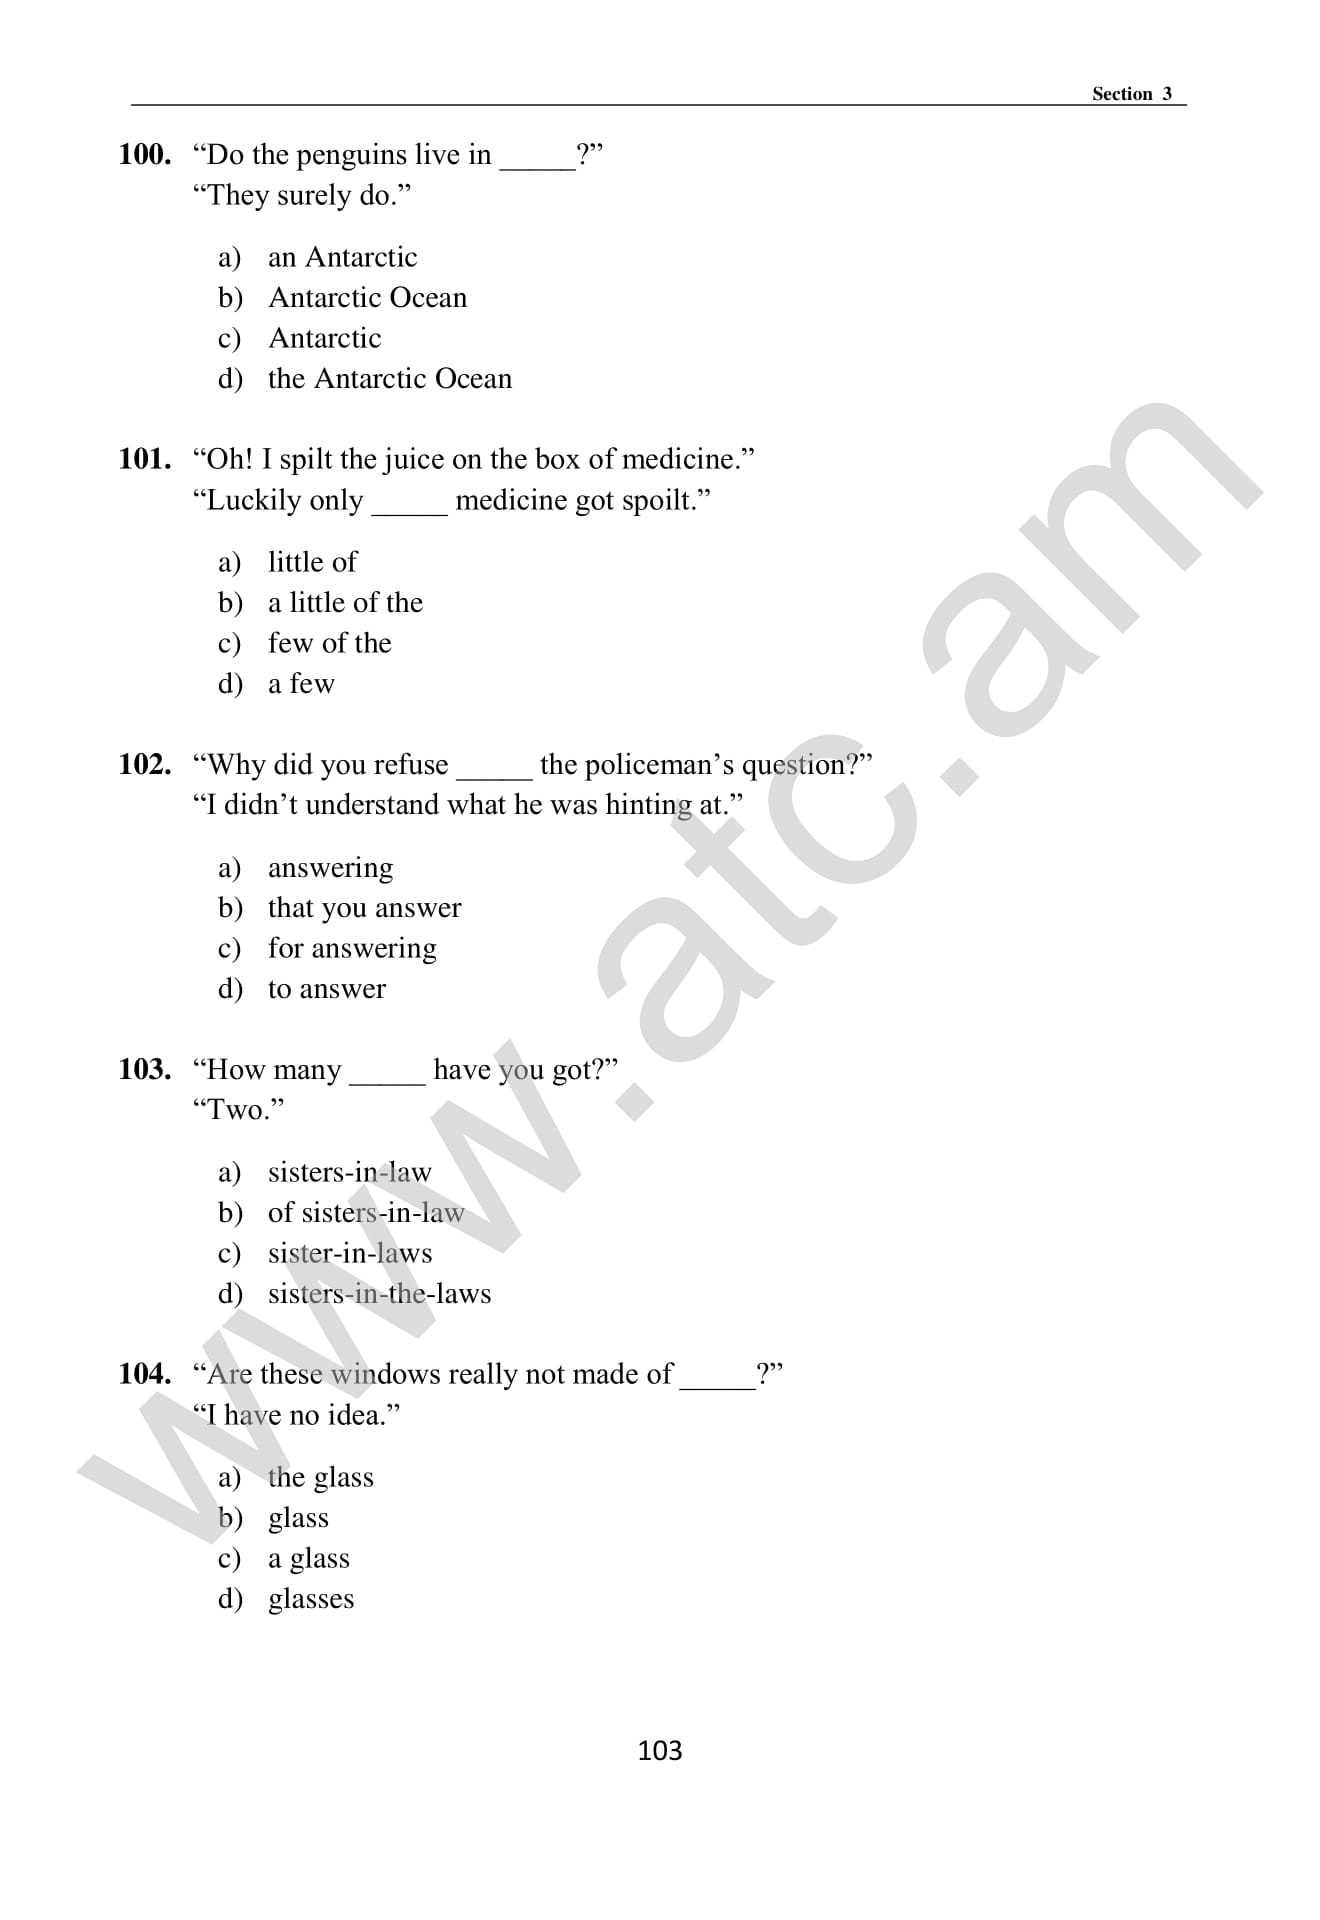 Section 3
100. “Do the penguins live in _____?”
“They surely do.”
a) an Antarctic
b) Antarctic Ocean
c) Antarctic
d) the Antarctic Ocean
101. “Oh! I spilt the juice on the box of medicine.”
“Luckily only _____ medicine got spoilt.”
a) little of
b) a little of the
c) few of the
d) a few
102. “Why did you refuse _____ the policeman’s question?”
“I didn’t understand what he was hinting at.”
a) answering
b) that you answer
c) for answering
d) to answer
103. “How many _____ have you got?”
“Two.”
a) sisters-in-law
b) of sisters-in-law
c) sister-in-laws
d) sisters-in-the-laws
104. “Are these windows really not made of _____?”
“I have no idea.”
a) the glass
b) glass
c) a glass
d) glasses
103
www.atc.am